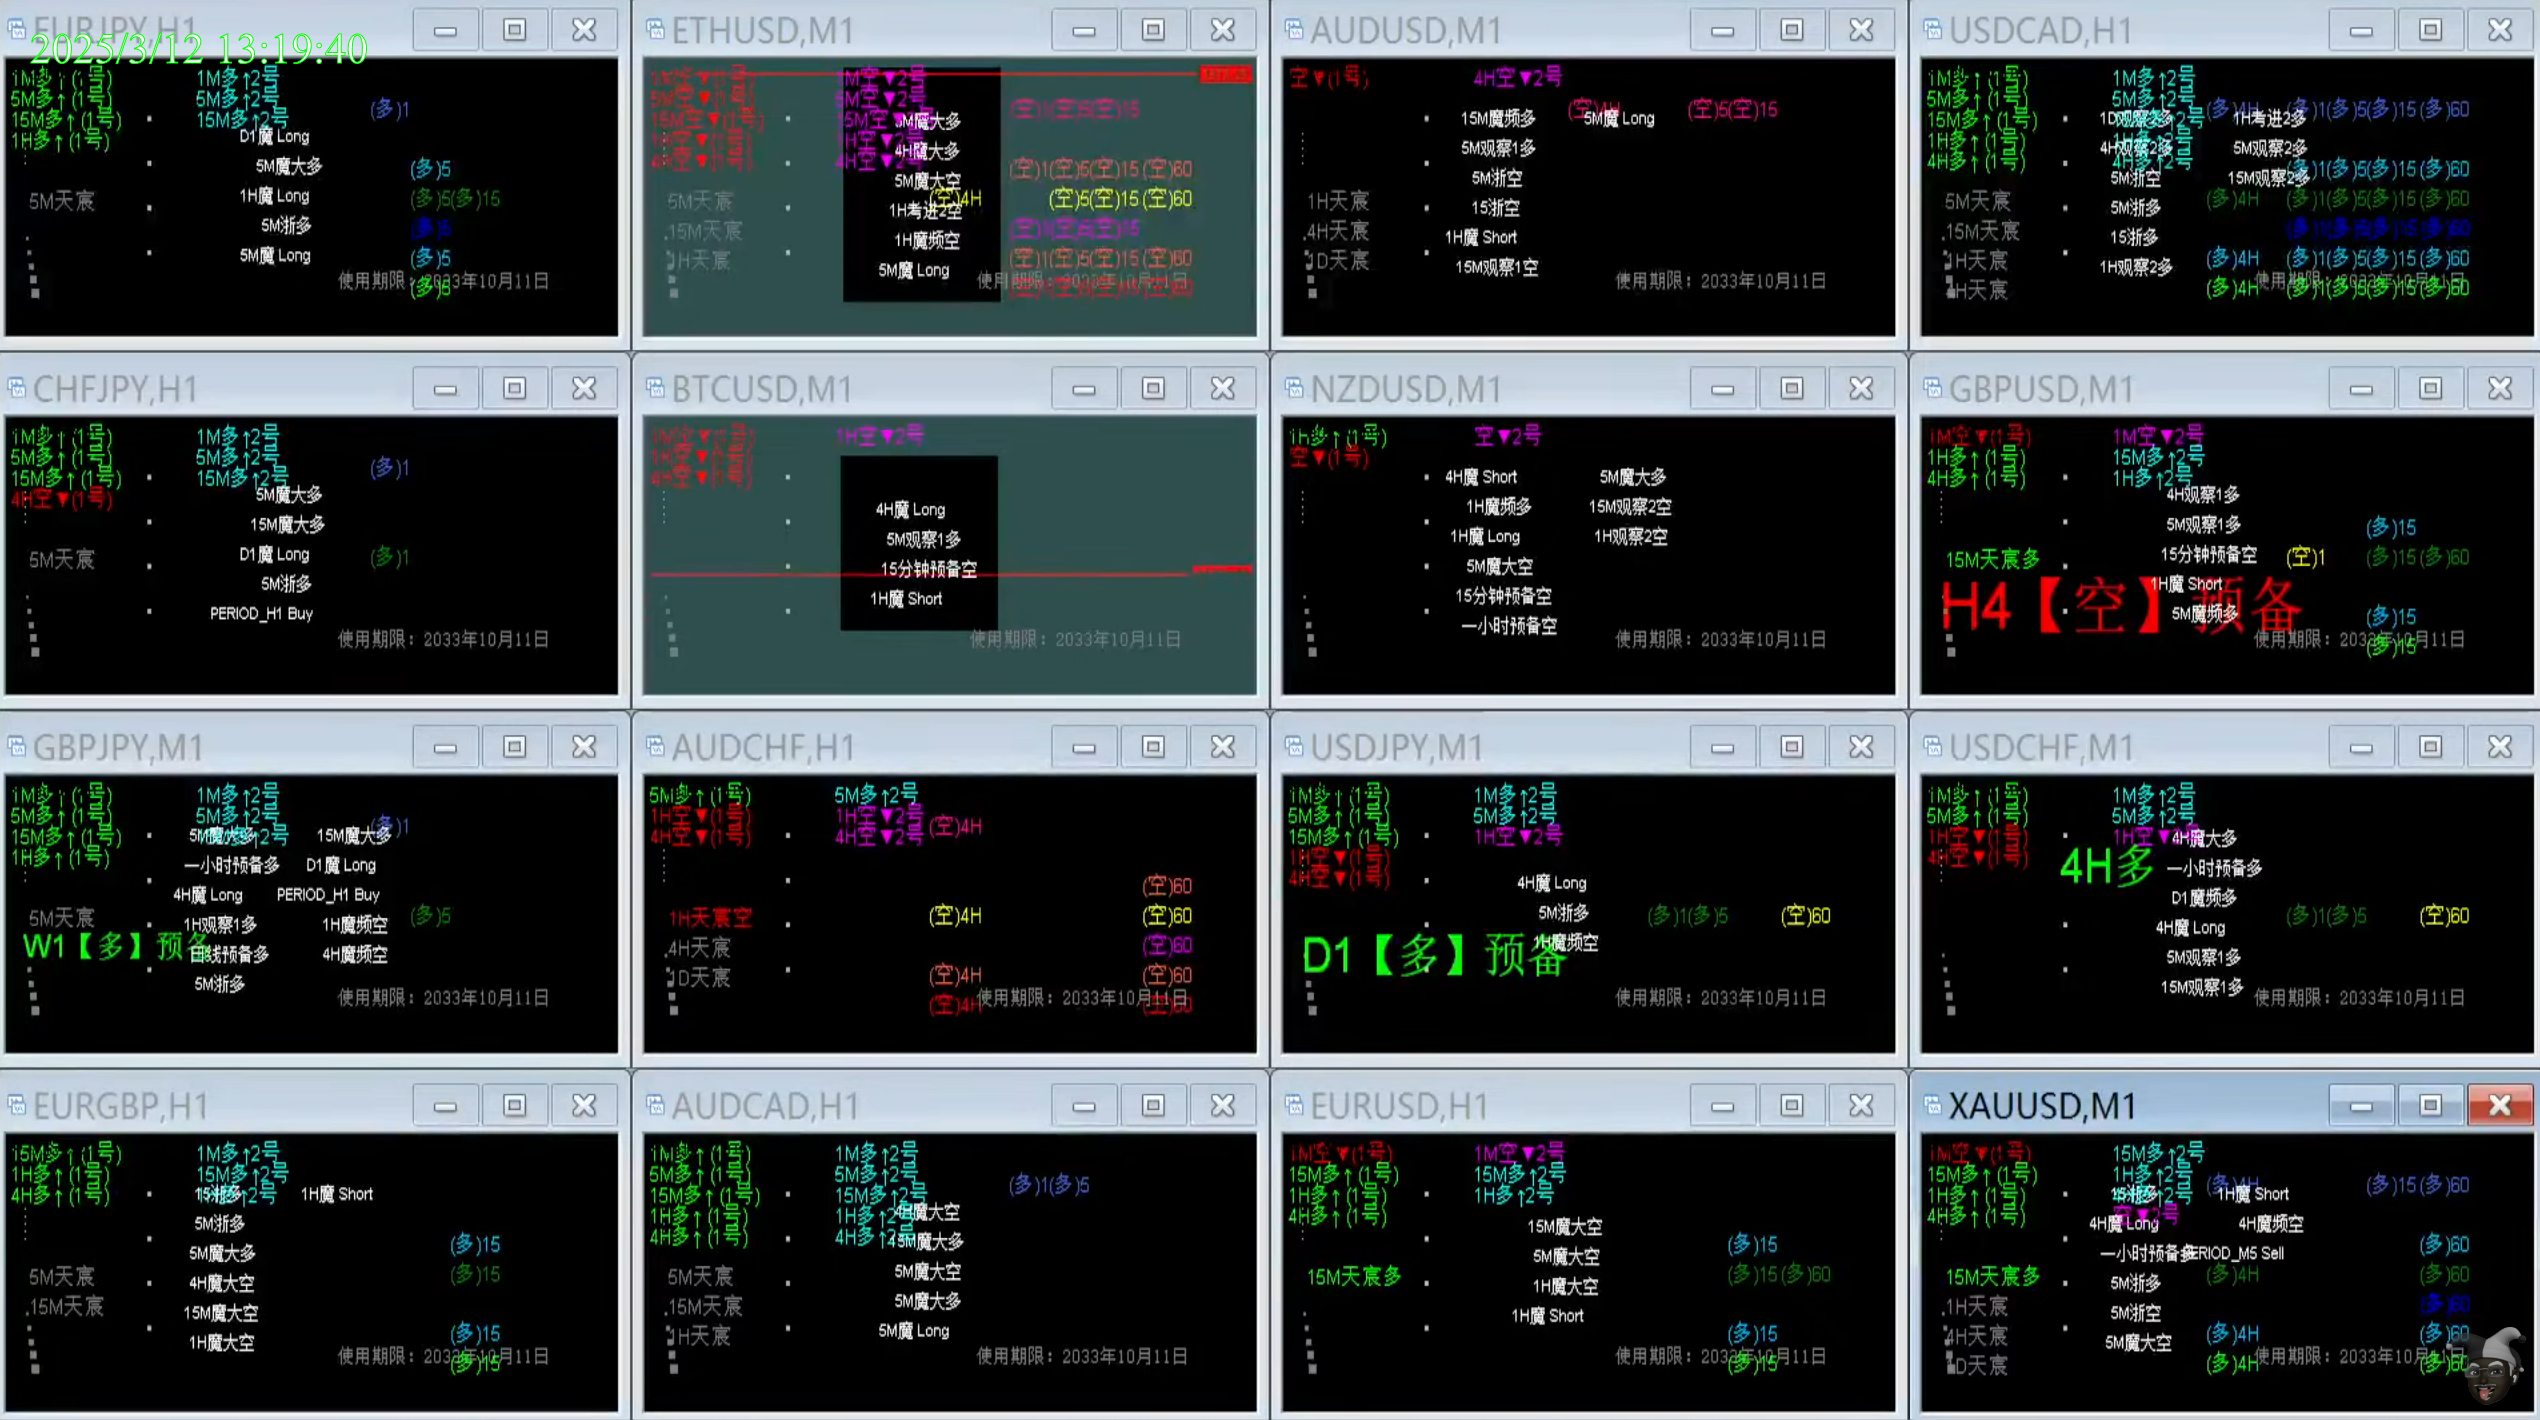 EURJPY,H1
2025/3/12 13:19:40
1M多↑(1号) 1M多↑2号
5M多↑(1号) 5M多↑2号 (多)1
15M多↑(1号) 15M多↑2号
1H多↑(1号) D1魔 Long
5M魔大多 (多)5
5M天宸 1H魔 Long (多)5(多)15
5M浙多 (多)5
5M魔 Long (多)5
使用期限：2033年10月11日
(多)5
ETHUSD,M1
1M空▼2号
5M空▼2号
5M魔大多
4H空▼2号
4H魔大多
5M天宸 5M魔大空 (空)1(空)5(空)15(空)60
(空)4H (空)5(空)15(空)60
15M天宸 1H考进2空 (空)1(空)5(空)15
1H天宸 1H魔频空 (空)1(空)5(空)15(空)60
5M魔 Long
AUDUSD,M1
空▼(1号) 4H空▼2号
15M魔频多 5M魔 Long (空)4H (空)5(空)15
5M观察1多
5M浙空
1H天宸 15浙空
4H天宸 1H魔 Short
1D天宸 15M观察1空
使用期限：2033年10月11日
USDCAD,H1
1M多↑(1号) 1M多↑2号
5M多↑(1号) 5M多↑2号 (多)4H (多)1(多)5(多)15(多)60
15M多↑(1号) 1H考进2多
1H多↑(1号) 5M观察2多
4H多↑(1号) 4H多↑2号 (多)1(多)5(多)15(多)60
5M浙空 15M观察2多
5M天宸 5M浙多 (多)4H (多)1(多)5(多)15(多)60
15M天宸 15浙多
1H天宸 1H观察2多 (多)4H (多)1(多)5(多)15(多)60
4H天宸 (多)4H (多)1(多)5(多)15(多)60
CHFJPY,H1
1M多↑(1号) 1M多↑2号
5M多↑(1号) 5M多↑2号 (多)1
15M多↑(1号) 15M多↑2号
4H空▼(1号) 5M魔大多
15M魔大多
5M天宸 D1魔 Long (多)1
5M浙多
PERIOD_H1 Buy
使用期限：2033年10月11日
BTCUSD,M1
1H空▼2号
4H魔 Long
5M观察1多
15分钟预备空
1H魔 Short
使用期限：2033年10月11日
NZDUSD,M1
1H多↑(1号) 空▼2号
空▼(1号)
4H魔 Short 5M魔大多
1H魔频多 15M观察2空
1H魔 Long 1H观察2空
5M魔大空
15分钟预备空
一小时预备空
使用期限：2033年10月11日
GBPUSD,M1
1M空▼(1号) 1M空▼2号
1H多↑(1号) 15M多↑2号
4H多↑(1号) 1H多↑2号
4H观察1多
5M观察1多 (多)15
15M天宸多 15分钟预备空 (空)1 (多)15(多)60
1H魔 Short
H4【空】预备
5M魔频多 (多)15
使用期限：2033年10月11日
(多)15
GBPJPY,M1
1M多↑(1号) 1M多↑2号
5M多↑(1号) 5M多↑2号 (多)1
15M多↑(1号) 5M魔大多 15M魔大多
1H多↑(1号) 一小时预备多 D1魔 Long
4H魔 Long PERIOD_H1 Buy
5M天宸 1H观察1多 1H魔频空 (多)5
W1【多】预备 日线预备多 4H魔频空
5M浙多
使用期限：2033年10月11日
AUDCHF,H1
5M多↑(1号) 5M多↑2号
1H空▼(1号) 1H空▼2号 (空)4H
4H空▼(1号) 4H空▼2号
(空)60
1H天宸空 (空)4H (空)60
4H天宸 (空)60
1D天宸 (空)4H (空)60
使用期限：2033年10月11日
(空)4H (空)60
USDJPY,M1
1M多↑(1号) 1M多↑2号
5M多↑(1号) 5M多↑2号
15M多↑(1号) 1H空▼2号
1H空▼(1号)
4H空▼(1号) 4H魔 Long
5M浙多 (多)1(多)5 (空)60
1H魔频空
D1【多】预备
使用期限：2033年10月11日
USDCHF,M1
1M多↑(1号) 1M多↑2号
5M多↑(1号) 5M多↑2号
1H空▼(1号) 4H魔大多
4H空▼(1号) 4H多 一小时预备多
D1魔频多
4H魔 Long (多)1(多)5 (空)60
5M观察1多
15M观察1多
使用期限：2033年10月11日
EURGBP,H1
15M多↑(1号) 1M多↑2号
1H多↑(1号) 15M多↑2号
4H多↑(1号) 15浙多 1H魔 Short
5M浙多
5M魔大多 (多)15
5M天宸 4H魔大空 (多)15
15M天宸 15M魔大空
1H魔大空 (多)15
使用期限：2033年10月11日
(多)15
AUDCAD,H1
1M多↑(1号) 1M多↑2号
5M多↑(1号) 5M多↑2号 (多)1(多)5
15M多↑(1号) 15M多↑2号
1H多↑(1号) 1H多↑2号 4H魔大空
4H多↑(1号) 4H多↑2号 15M魔大多
5M天宸 5M魔大空
15M天宸 5M魔大多
1H天宸 5M魔 Long
使用期限：2033年10月11日
EURUSD,H1
1M空▼(1号) 1M空▼2号
15M多↑(1号) 15M多↑2号
1H多↑(1号) 1H多↑2号
4H多↑(1号) 15M魔大空
5M魔大空 (多)15
15M天宸多 1H魔大空 (多)15(多)60
1H魔 Short (多)15
使用期限：2033年10月11日
(多)15
XAUUSD,M1
1M空▼(1号) 15M多↑2号
15M多↑(1号) 1H多↑2号 (多)4H (多)15(多)60
1H多↑(1号) 15浙多 1H魔 Short
4H多↑(1号) 4H魔 Long 4H魔频空
一小时预备多 PERIOD_M5 Sell (多)60
15M天宸多 5M浙多 (多)4H (多)60
1H天宸 5M浙空 (多)60
4H天宸 5M魔大空 (多)4H (多)60
1D天宸 (多)4H (多)60